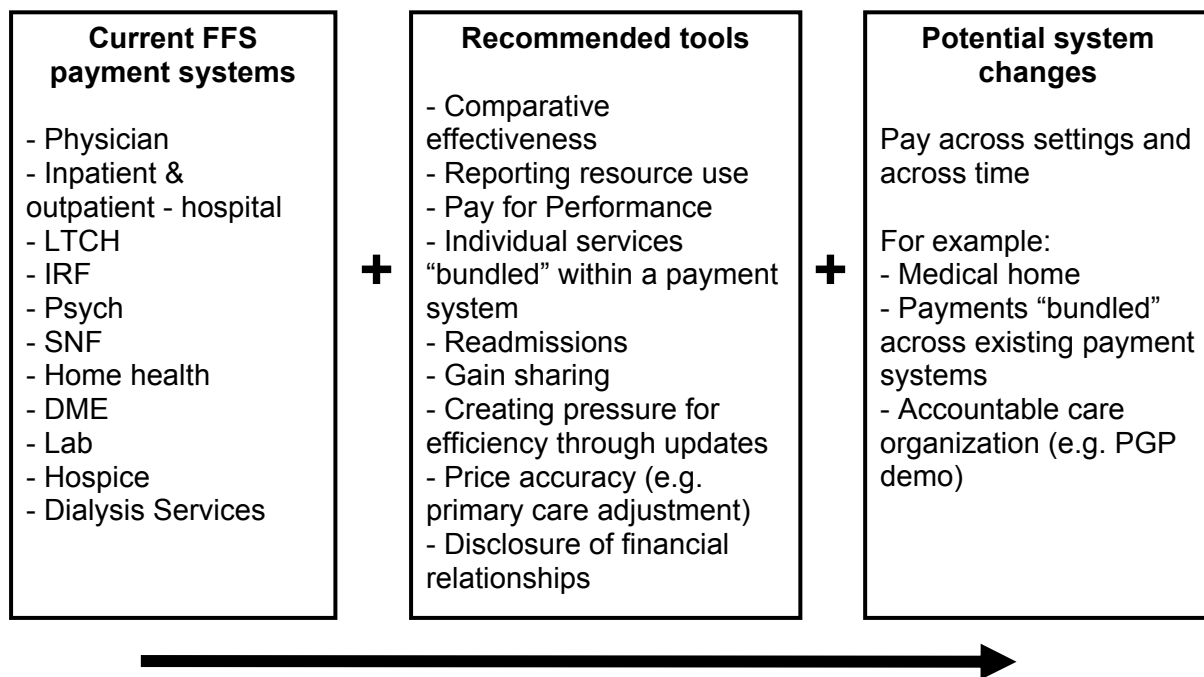 Current FFS
payment systems
- Physician
- Inpatient &
outpatient - hospital
- LTCH
- IRF
- Psych
- SNF
- Home health
- DME
- Lab
- Hospice
- Dialysis Services
+
Recommended tools
- Comparative
effectiveness
- Reporting resource use
- Pay for Performance
- Individual services
“bundled” within a payment
system
- Readmissions
- Gain sharing
- Creating pressure for
efficiency through updates
- Price accuracy (e.g.
primary care adjustment)
- Disclosure of financial
relationships
+
Potential system
changes
Pay across settings and
across time
For example:
- Medical home
- Payments “bundled”
across existing payment
systems
- Accountable care
organization (e.g. PGP
demo)